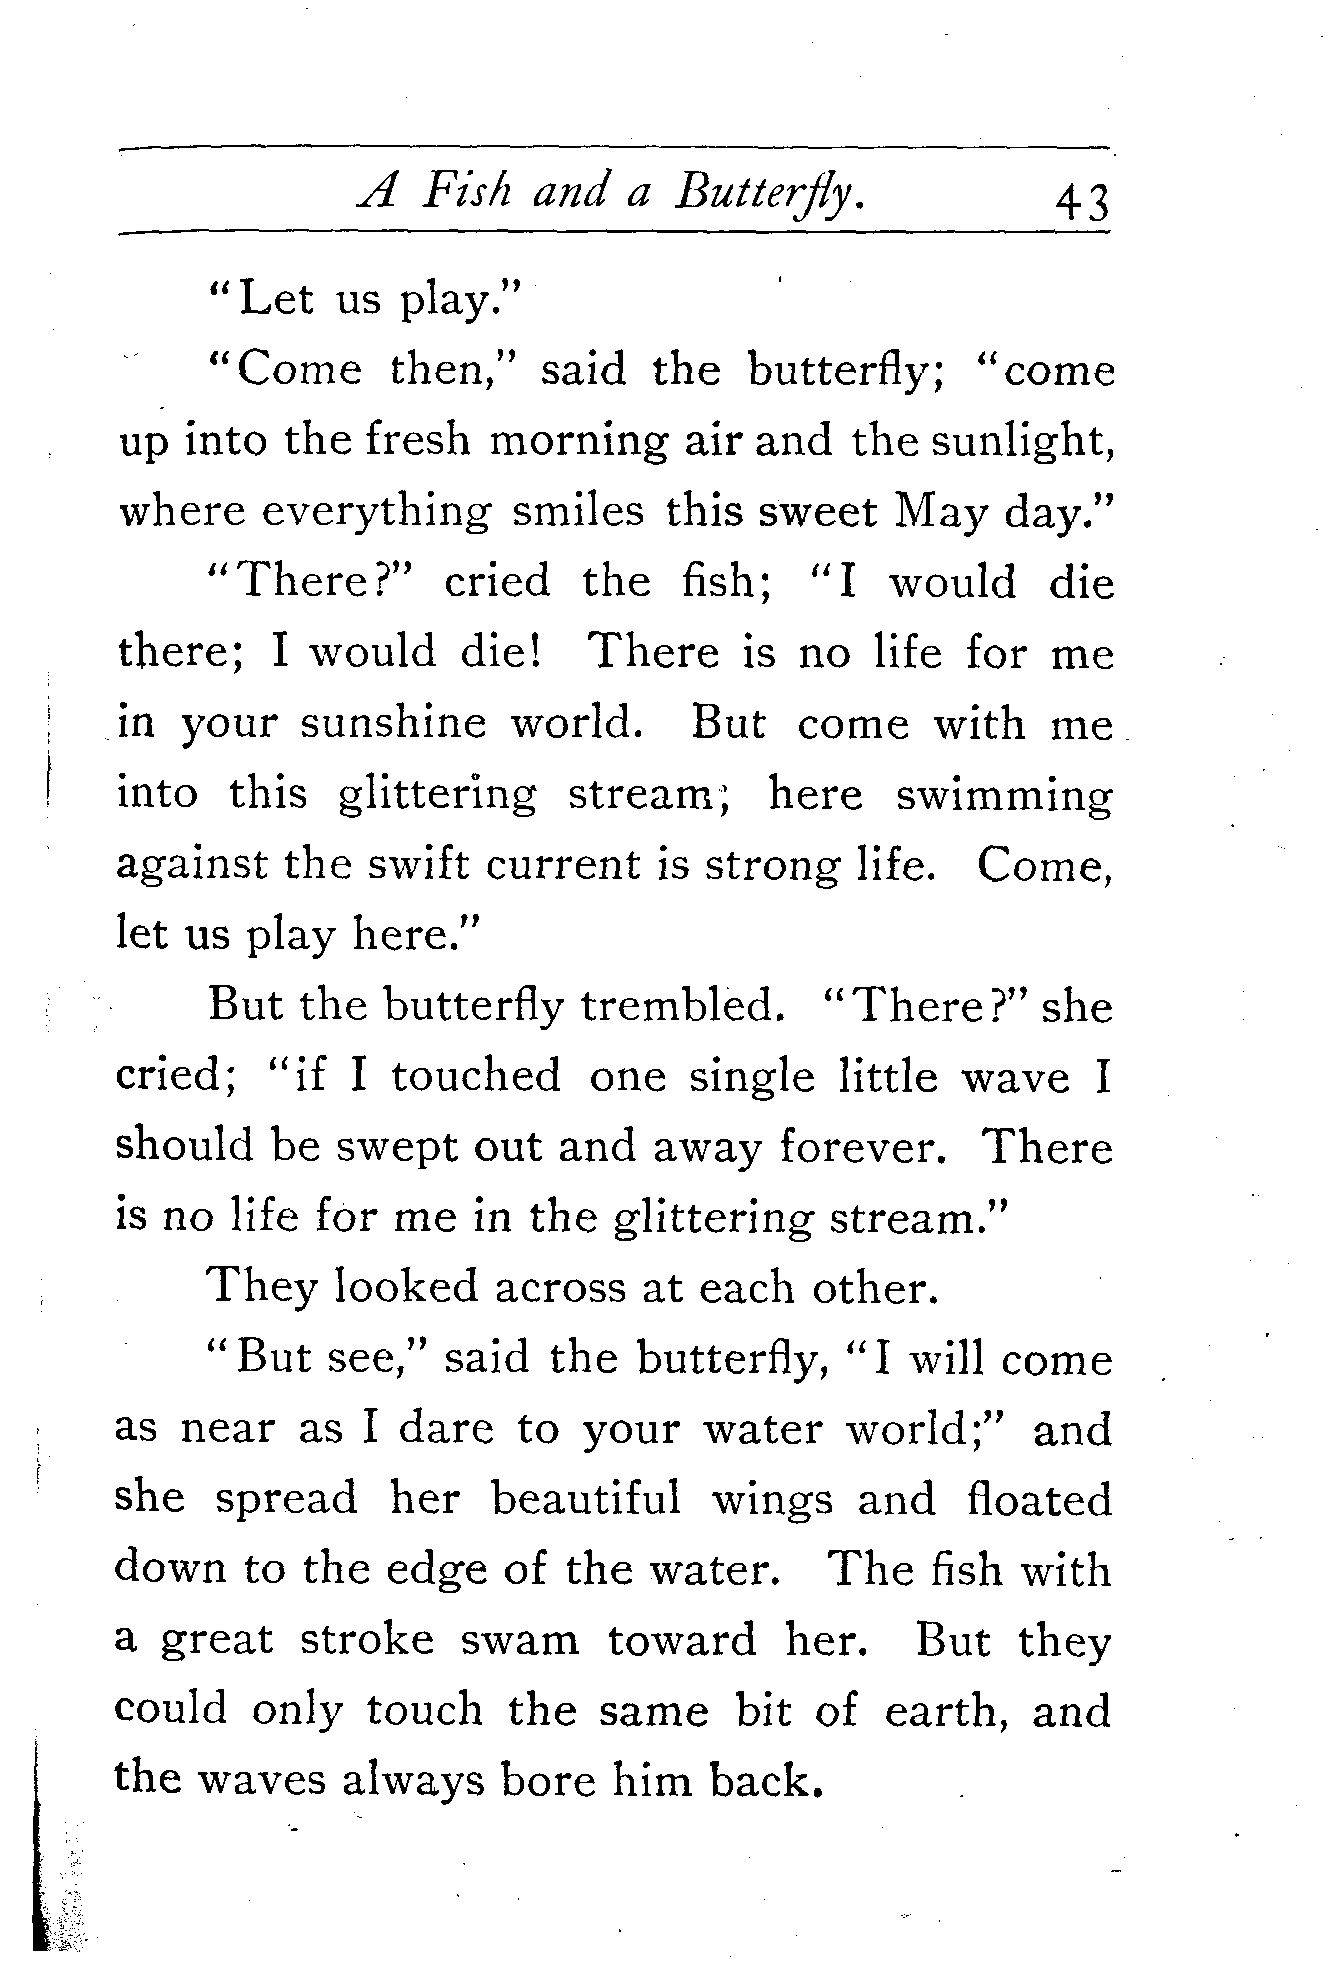 A Fish and a Butterfly. 43
"Let us play."
"Come then," said the butterfly; "come
up into the fresh morning air and the sunlight,
where everything smiles this sweet May day."
"There?" cried the fish; "I would die
there; I would die! There is no life for me
in your sunshine world. But come with me
into this glittering stream; here swimming
against the swift current is strong life. Come,
let us play here."
But the butterfly trembled. "There?" she
cried; "if I touched one single little wave I
should be swept out and away forever. There
is no life for me in the glittering stream."
They looked across at each other.
"But see," said the butterfly, "I will come
as near as I dare to your water world;" and
she spread her beautiful wings and floated
down to the edge of the water. The fish with
a great stroke swam toward her. But they
could only touch the same bit of earth, and
the waves always bore him back.